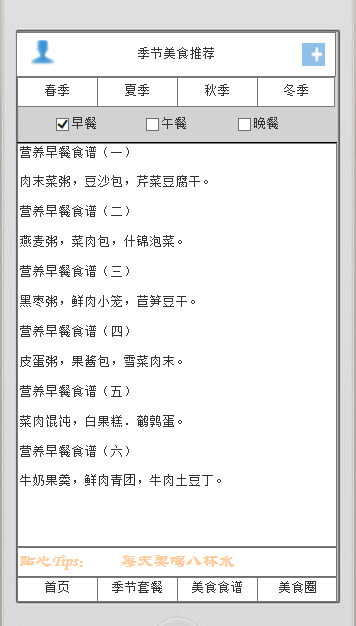 季节美食推荐
春季 夏季 秋季 冬季
早餐 午餐 晚餐
营养早餐食谱（一）
肉末菜粥，豆沙包，芹菜豆腐干。
营养早餐食谱（二）
燕麦粥，菜肉包，什锦泡菜。
营养早餐食谱（三）
黑枣粥，鲜肉小笼，苣笋豆干。
营养早餐食谱（四）
皮蛋粥，果酱包，雪菜肉末。
营养早餐食谱（五）
菜肉馄饨，白果糕．鹌鹑蛋。
营养早餐食谱（六）
牛奶果羹，鲜肉青团，牛肉土豆丁。
贴心Tips： 每天要喝八杯水
首页 季节套餐 美食食谱 美食圈